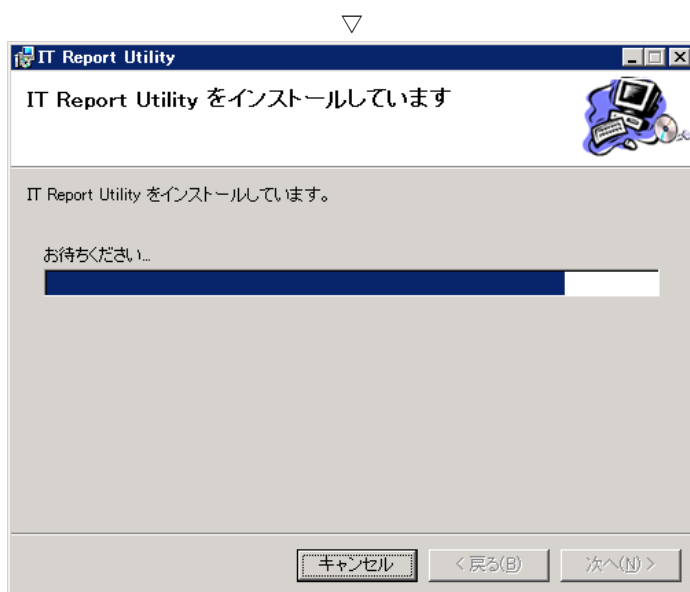 ▽
IT Report Utility
IT Report Utility をインストールしています
IT Report Utility をインストールしています。
お待ちください...
キャンセル
< 戻る(B)
次へ(N) >